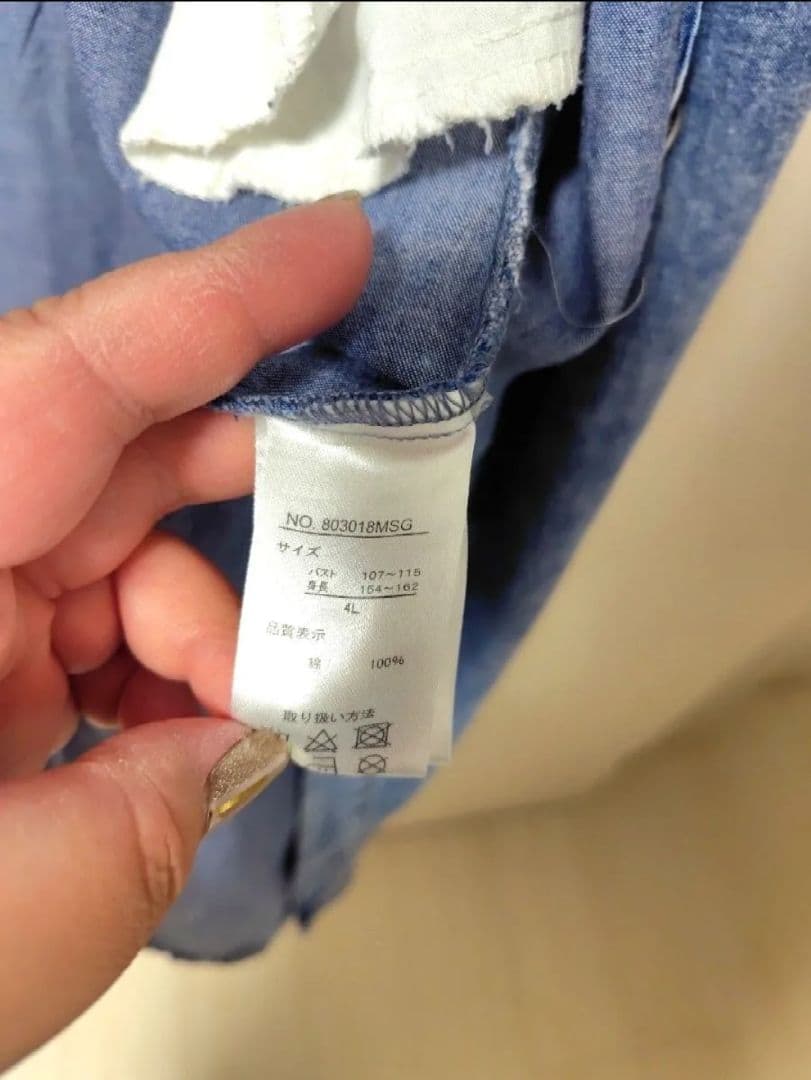 NO. 803018MSG
サイズ
バスト 107～115
身長 154～162
4L
品質表示
綿 100%
取り扱い方法